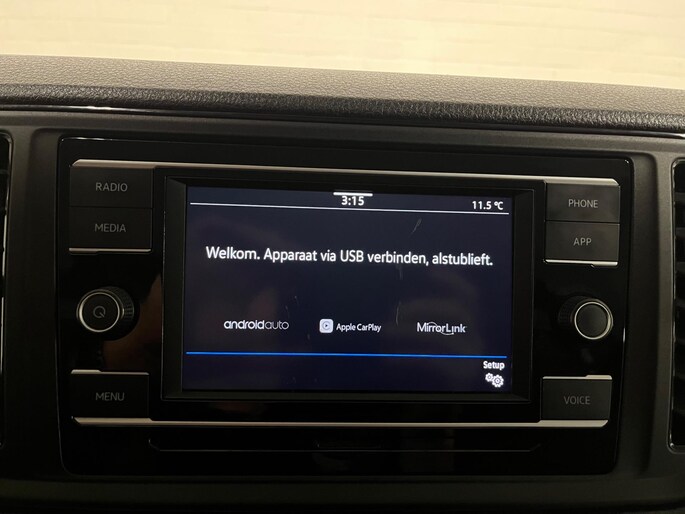 RADIO
MEDIA
MENU
3:15
11.5 °C
Welkom. Apparaat via USB verbinden, alstublieft.
androidauto
Apple CarPlay
MirrorLink
Setup
PHONE
APP
VOICE